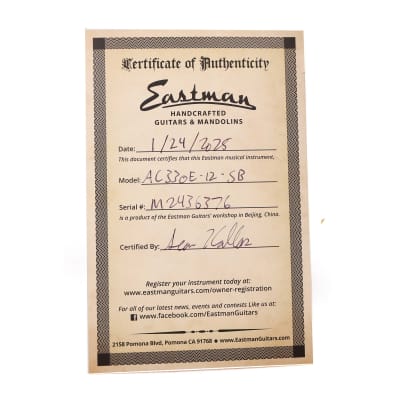 Certificate of Authenticity
Eastman
HANDCRAFTED
GUITARS & MANDOLINS
Date: 1/24/2025
This document certifies that this Eastman musical instrument,
Model: AC330E-12-SB
Serial #: M2436376
is a product of the Eastman Guitars' workshop in Beijing, China.
Certified By: Sean
Register your instrument today at:
www.eastmanguitars.com/owner-registration
For all of our latest news, events and contests Like us at:
www.facebook.com/EastmanGuitars
2158 Pomona Blvd, Pomona CA 91768 ● www.EastmanGuitars.com